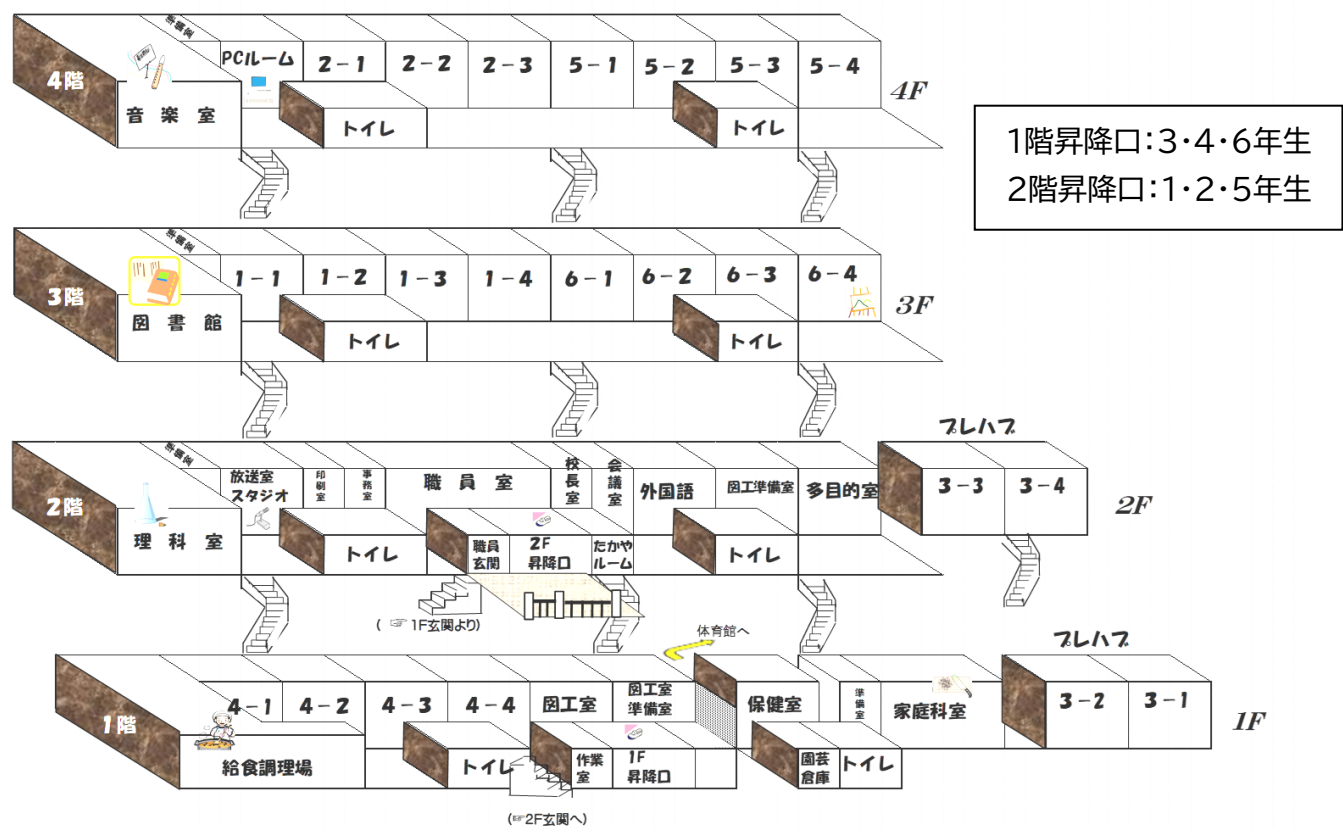 準備室
PCルーム
2-1
2-2
2-3
5-1
5-2
5-3
5-4
4階
音楽室
トイレ
トイレ
4F
1階昇降口:3・4・6年生
2階昇降口:1・2・5年生
準備室
1-1
1-2
1-3
1-4
6-1
6-2
6-3
6-4
3階
図書館
トイレ
トイレ
3F
プレハブ
準備室
放送室
スタジオ
印刷室
事務室
職員室
校長室
会議室
外国語
図工準備室
多目的室
3-3
3-4
2階
理科室
トイレ
職員
玄関
2F
昇降口
たかや
ルーム
トイレ
2F
(☞1F玄関より)
体育館へ
プレハブ
4-1
4-2
4-3
4-4
図工室
図工室
準備室
保健室
準備室
家庭科室
3-2
3-1
1階
給食調理場
トイレ
作業室
1F
昇降口
園芸
倉庫
トイレ
1F
(☞2F玄関へ)